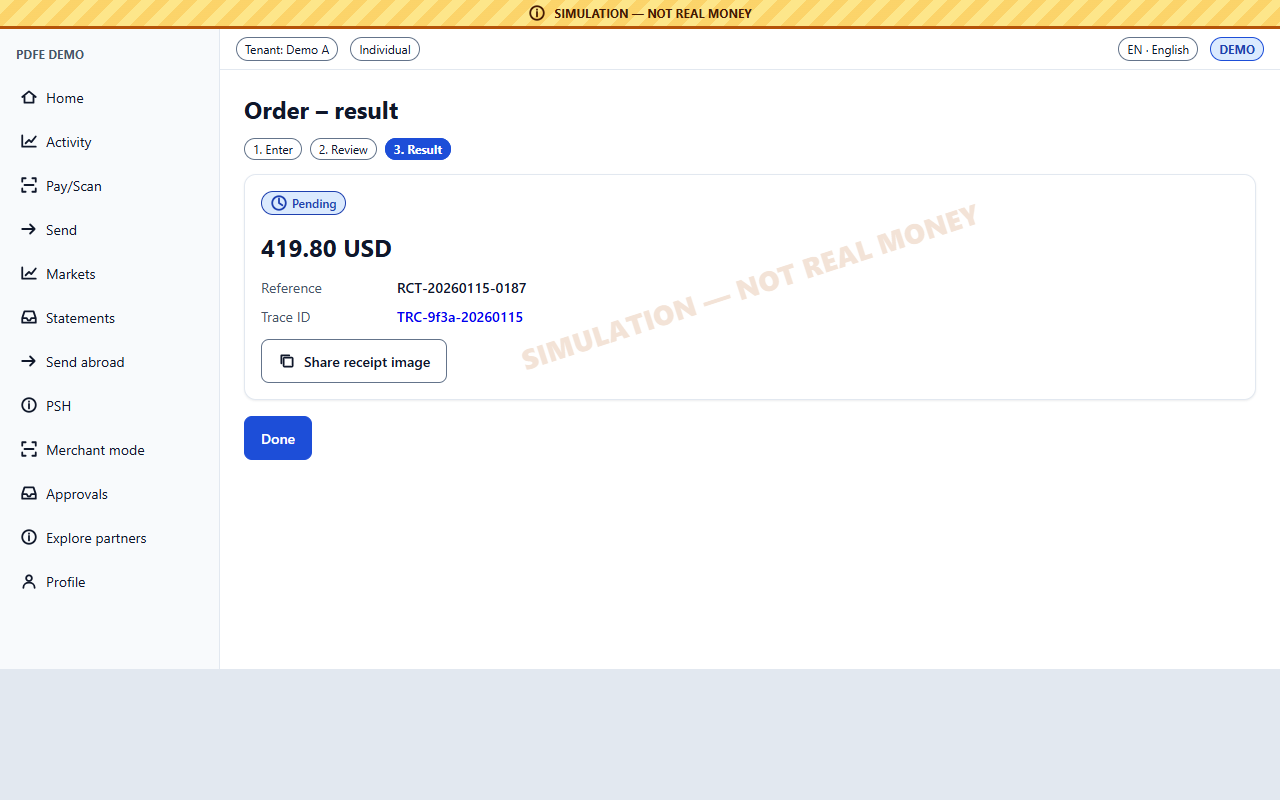 SIMULATION — NOT REAL MONEY
PDFE DEMO
Tenant: Demo A
Individual
EN · English
DEMO
Home
Activity
Pay/Scan
Send
Markets
Statements
Send abroad
PSH
Merchant mode
Approvals
Explore partners
Profile
Order – result
1. Enter
2. Review
3. Result
Pending
419.80 USD
Reference RCT-20260115-0187
Trace ID TRC-9f3a-20260115
Share receipt image
SIMULATION — NOT REAL MONEY
Done